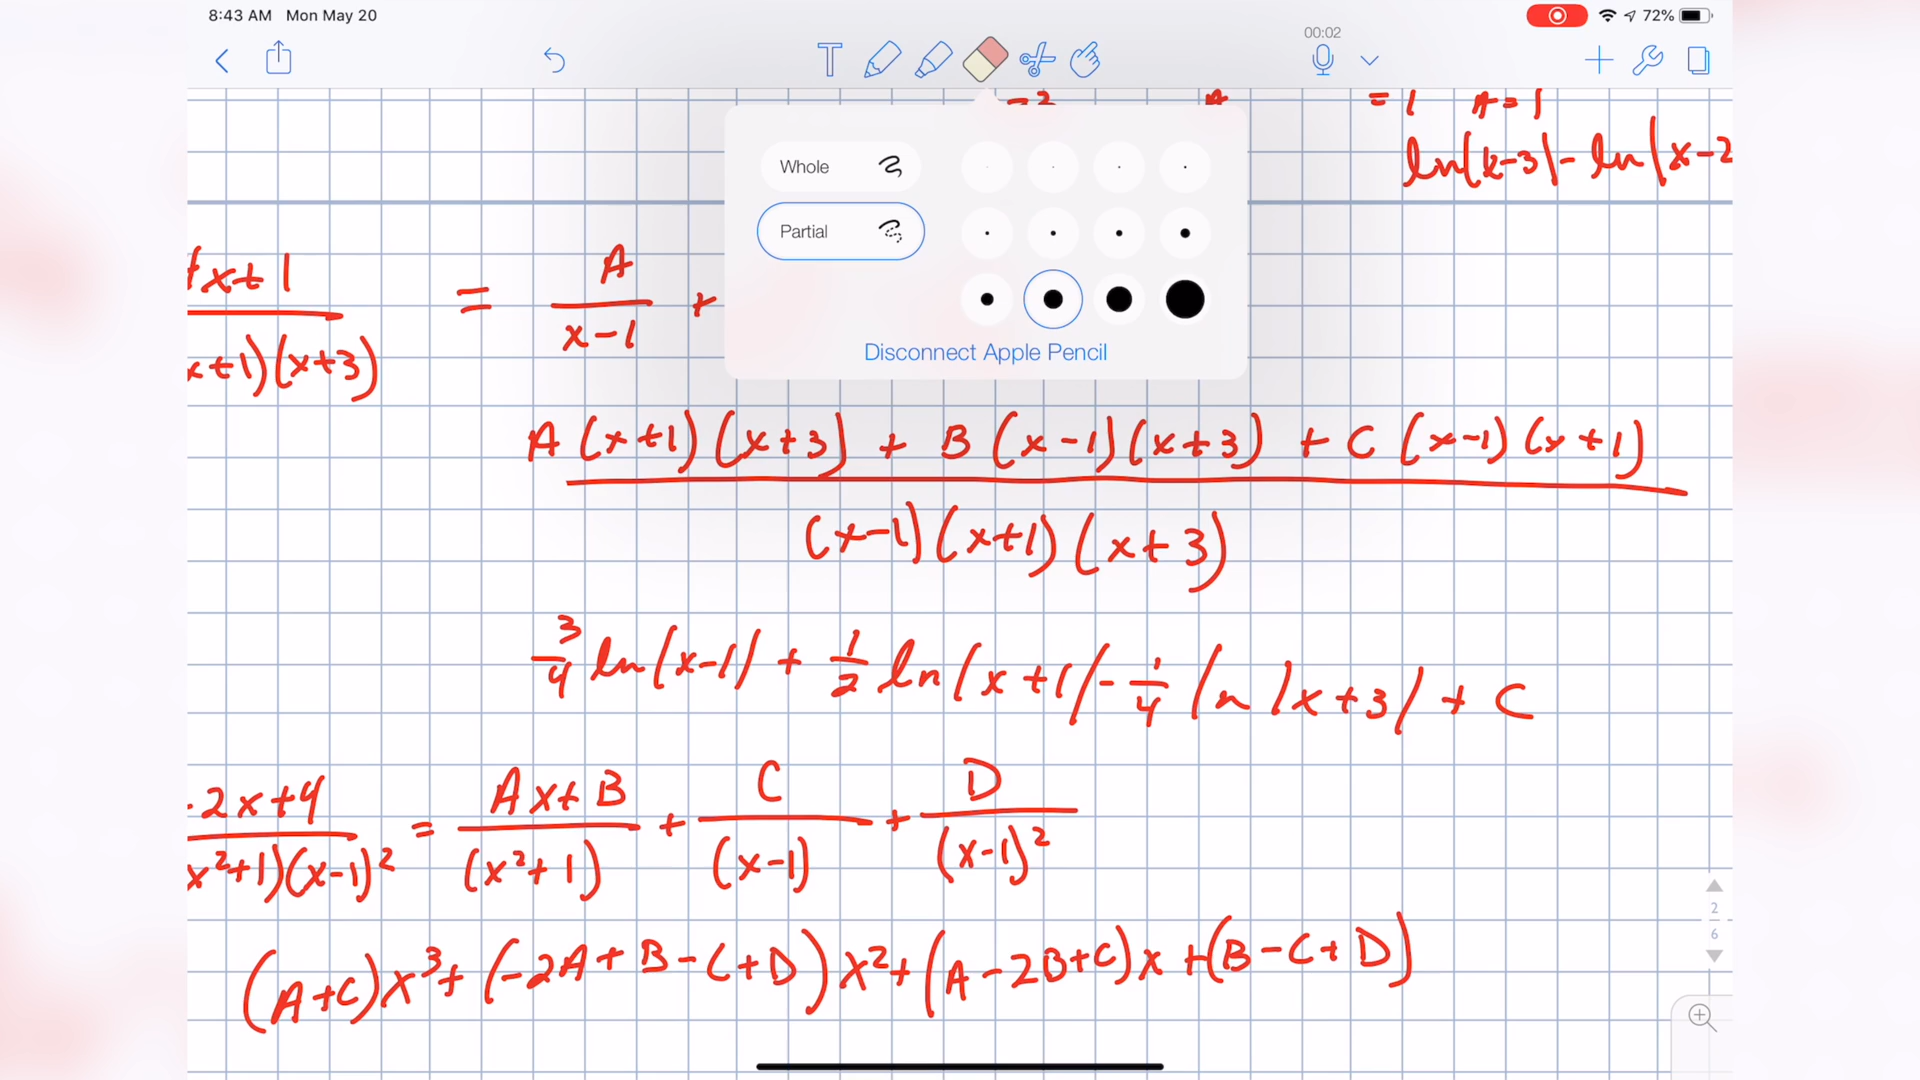 8:43 AM Mon May 20
72%
T
00:02
= 1 A = 1
ln|x-3|- ln|x-2
Whole
Partial
Disconnect Apple Pencil
x+1 = A +
x-1
x+1)(x+3)
A (x+1) (x+3) + B (x-1)(x+3) + C (x-1) (x+1)
(x-1) (x+1) (x+3)
3/4 ln|x-1| + 1/2 ln|x+1| - 1/4 ln|x+3| + C
-2x+4 = Ax+B + C + D
x²+1)(x-1)² (x²+1) (x-1) (x-1)²
(A+C)x³+ (-2A+B-C+D) x²+ (A-2B+C)x +(B-C+D)
2
6